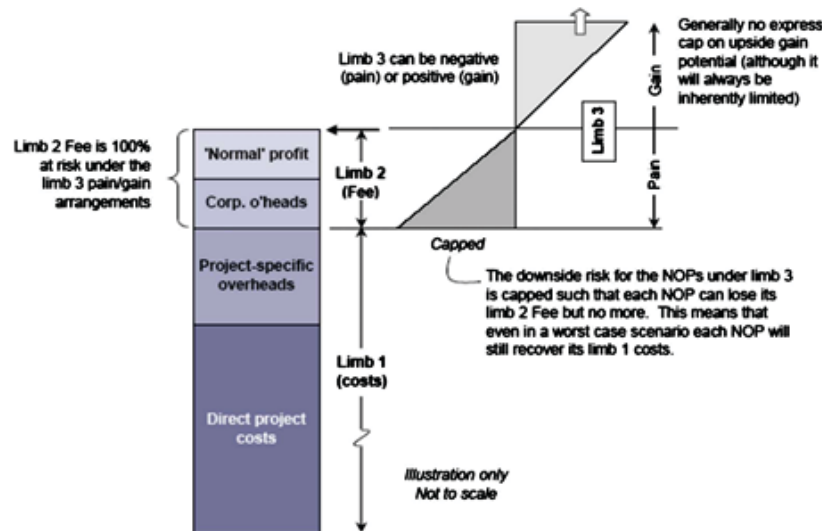 Limb 3 can be negative
(pain) or positive (gain)
Generally no express
cap on upside gain
potential (although it
will always be
inherently limited)
Gain
Limb 3
Pain
Limb 2 Fee is 100%
at risk under the
limb 3 pain/gain
arrangements
'Normal' profit
Corp. o'heads
Limb 2
(Fee)
Project-specific
overheads
Direct project
costs
Limb 1
(costs)
Capped
The downside risk for the NOPs under limb 3
is capped such that each NOP can lose its
limb 2 Fee but no more. This means that
even in a worst case scenario each NOP will
still recover its limb 1 costs.
Illustration only
Not to scale